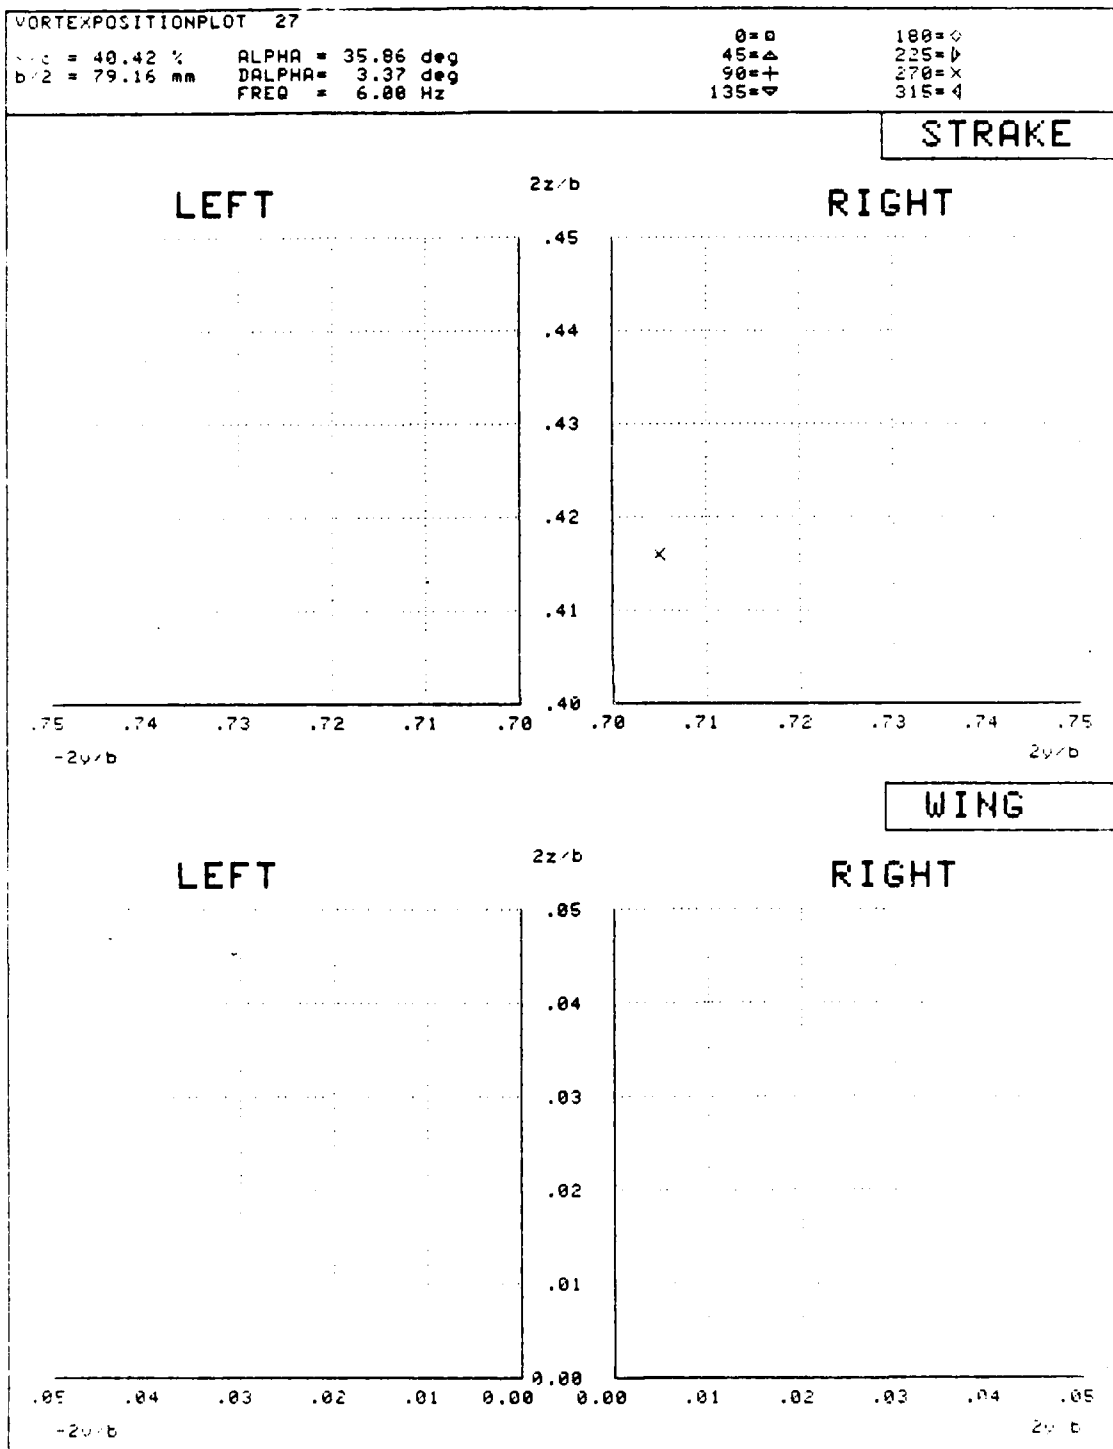 VORTEXPOSITIONPLOT 27
x/c = 40.42 % ALPHA = 35.86 deg
b/2 = 79.16 mm DALPHA= 3.37 deg
FREQ = 6.00 Hz
0=□ 180=◇
45=△ 225=▷
90=+ 270=×
135=▽ 315=◁
STRAKE
2z/b
LEFT RIGHT
.45
.44
.43
.42
.41
.40
.75 .74 .73 .72 .71 .70 .70 .71 .72 .73 .74 .75
-2y/b 2y/b
WING
2z/b
LEFT RIGHT
.05
.04
.03
.02
.01
0.00
.05 .04 .03 .02 .01 0.00 0.00 .01 .02 .03 .04 .05
-2y/b 2y/b